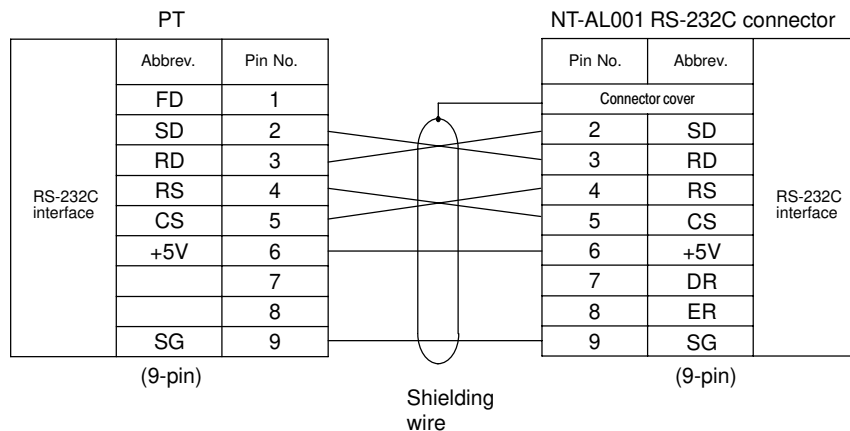 PT NT-AL001 RS-232C connector
Abbrev. Pin No. Pin No. Abbrev.
FD 1 Connector cover
SD 2 2 SD
RD 3 3 RD
RS 4 4 RS
RS-232C interface RS-232C interface
CS 5 5 CS
+5V 6 6 +5V
7 7 DR
8 8 ER
SG 9 9 SG
(9-pin) (9-pin)
Shielding
wire